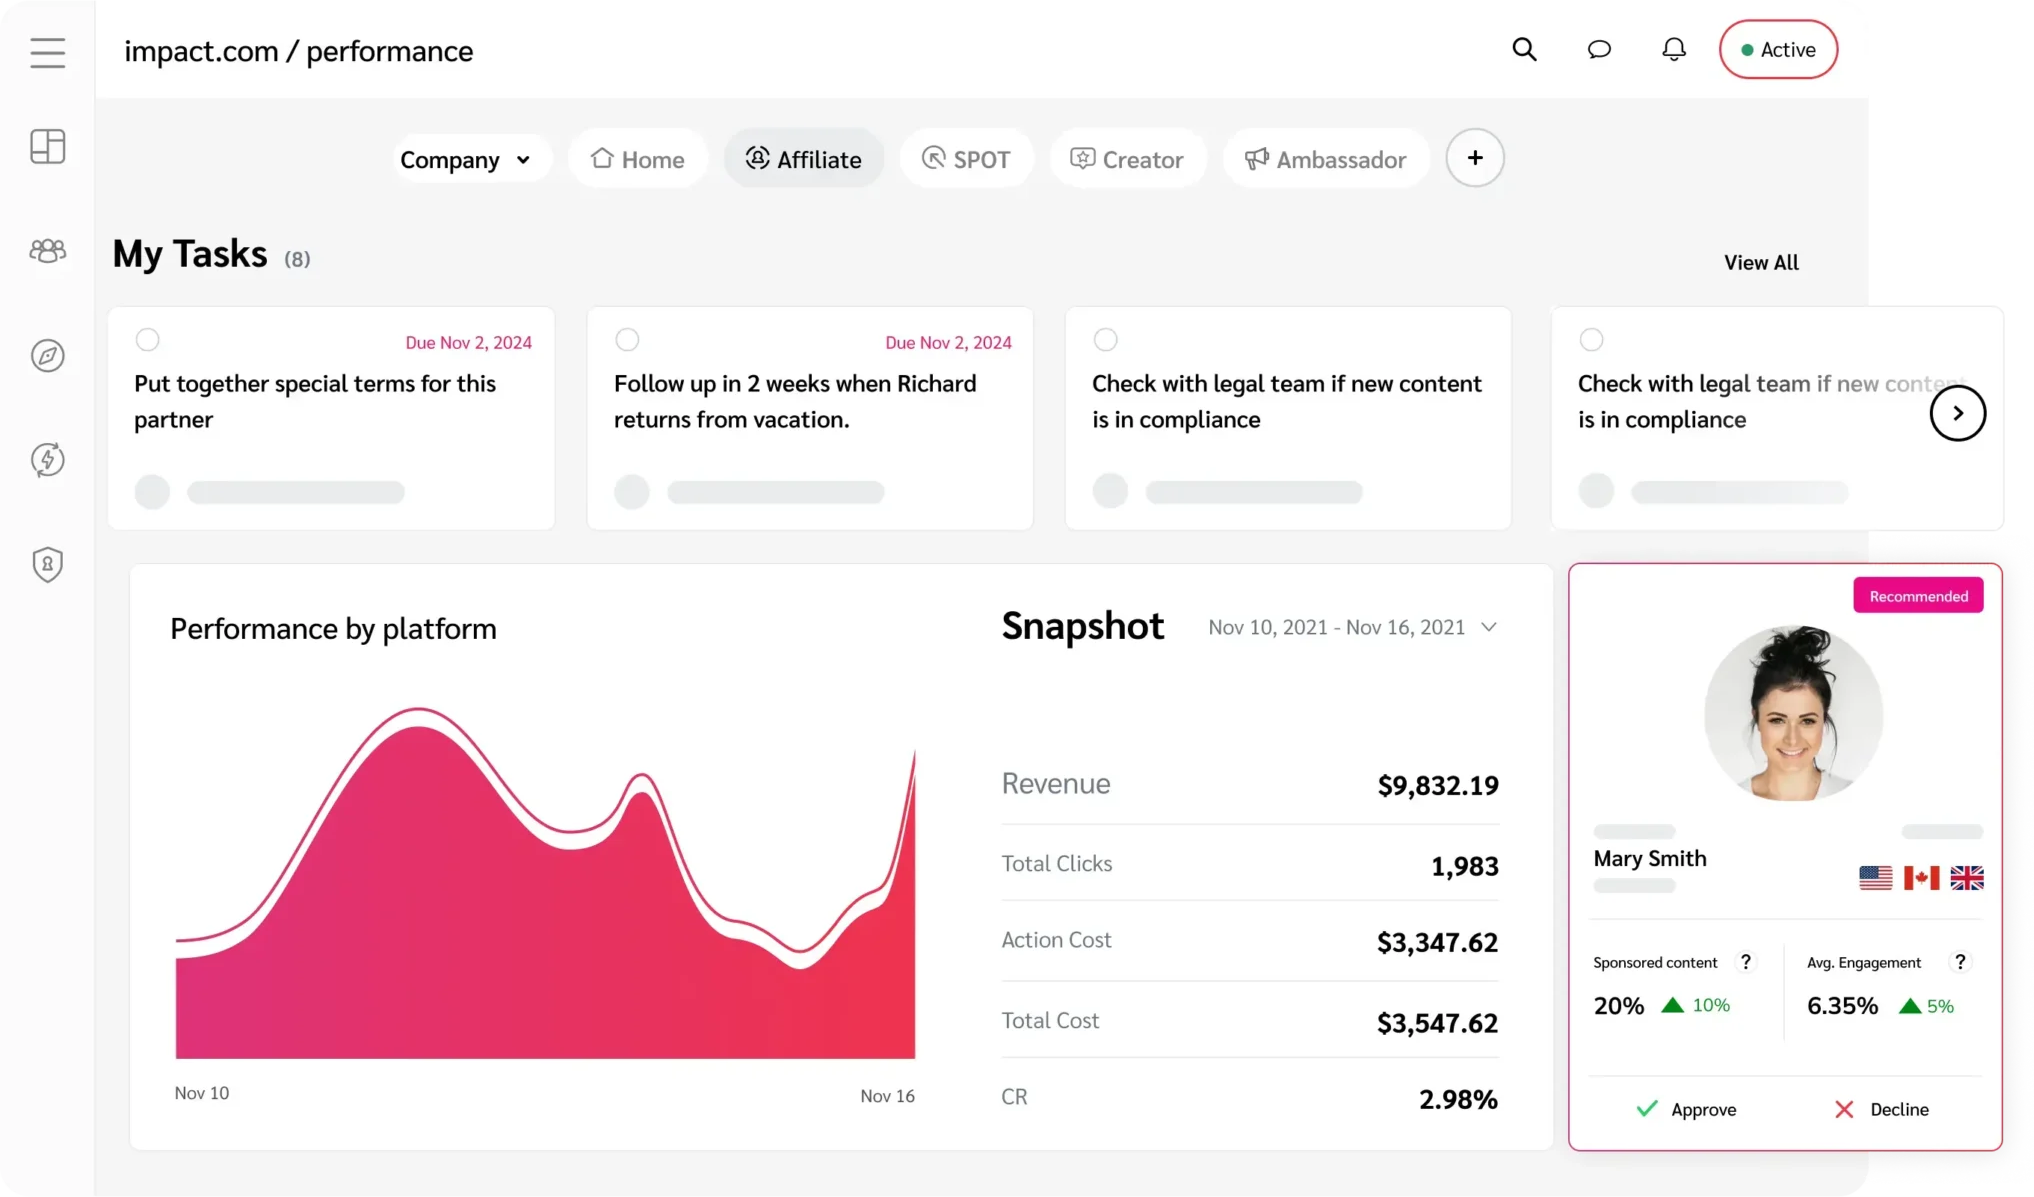 impact.com / performance
Active
Company
Home
Affiliate
SPOT
Creator
Ambassador
+
My Tasks (8)
View All
Due Nov 2, 2024
Put together special terms for this
partner
Due Nov 2, 2024
Follow up in 2 weeks when Richard
returns from vacation.
Check with legal team if new content
is in compliance
Check with legal team if new content
is in compliance
Performance by platform
Nov 10
Nov 16
Snapshot
Nov 10, 2021 - Nov 16, 2021
Revenue
$9,832.19
Total Clicks
1,983
Action Cost
$3,347.62
Total Cost
$3,547.62
CR
2.98%
Recommended
Mary Smith
Sponsored content ?
20% 10%
Avg. Engagement ?
6.35% 5%
Approve
Decline